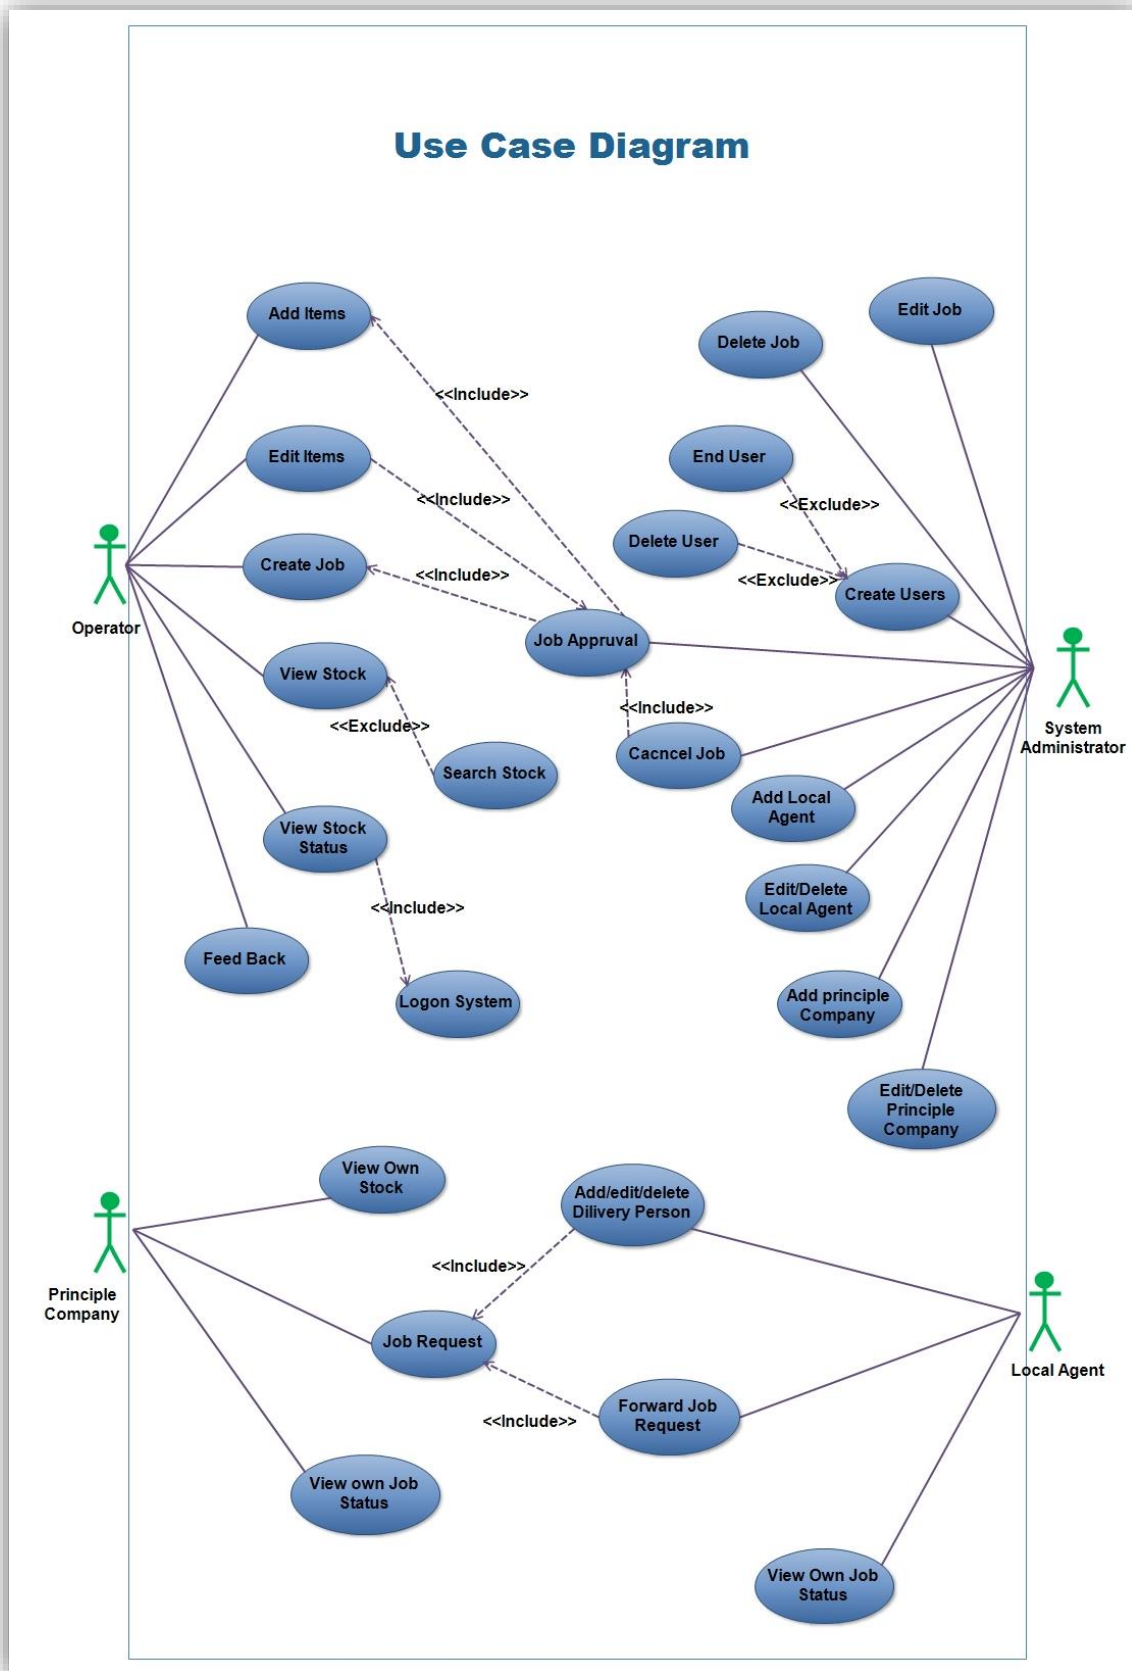 Use Case Diagram
Add Items
Edit Job
Delete Job
<<Include>>
End User
Edit Items
<<Include>>
<<Exclude>>
Delete User
Create Job
<<Include>>
<<Exclude>>
Create Users
Operator
Job Appruval
View Stock
<<Include>>
<<Exclude>>
System
Administrator
Search Stock
Cacncel Job
Add Local
Agent
View Stock
Status
Edit/Delete
Local Agent
<<Include>>
Feed Back
Logon System
Add principle
Company
Edit/Delete
Principle
Company
View Own
Stock
Add/edit/delete
Dilivery Person
<<Include>>
Principle
Company
Job Request
Local Agent
Forward Job
Request
<<Include>>
View own Job
Status
View Own Job
Status